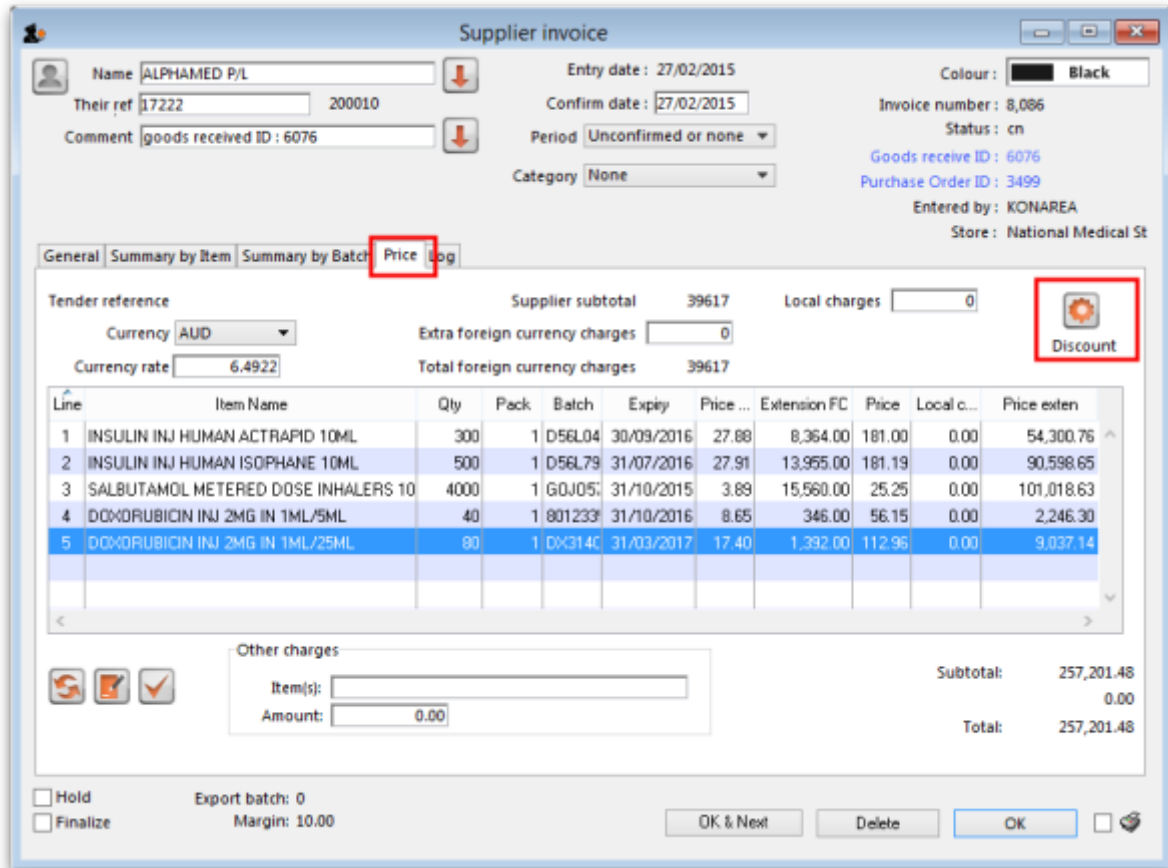 Supplier invoice
Name ALPHAMED P/L
Entry date : 27/02/2015
Colour : Black
Their ref 17222 200010
Confirm date : 27/02/2015
Invoice number : 8,086
Comment goods received ID : 6076
Period Unconfirmed or none
Status : cn
Category None
Goods receive ID : 6076
Purchase Order ID : 3499
Entered by : KONAREA
Store : National Medical St
General Summary by Item Summary by Batch Price Log
Tender reference Supplier subtotal 39617 Local charges 0
Currency AUD Extra foreign currency charges 0
Discount
Currency rate 6.4922 Total foreign currency charges 39617
Line Item Name Qty Pack Batch Expiry Price ... Extension FC Price Local c... Price exten
1 INSULIN INJ HUMAN ACTRAPID 10ML 300 1 D56L04 30/09/2016 27.88 8,364.00 181.00 0.00 54,300.76
2 INSULIN INJ HUMAN ISOPHANE 10ML 500 1 D56L79 31/07/2016 27.91 13,955.00 181.19 0.00 90,598.65
3 SALBUTAMOL METERED DOSE INHALERS 10 4000 1 31/10/2015 3.89 15,560.00 25.25 0.00 101,018.63
4 DOXORUBICIN INJ 2MG IN 1ML/5ML 40 1 31/10/2016 8.65 346.00 56.15 0.00 2,246.30
5 DOXORUBICIN INJ 2MG IN 1ML/25ML 80 1 DX314C 31/03/2017 17.40 1,392.00 112.96 0.00 9,037.14
Other charges
Item(s):
Amount: 0.00
Subtotal: 257,201.48
0.00
Total: 257,201.48
Hold Export batch: 0
Finalize Margin: 10.00
OK & Next Delete OK